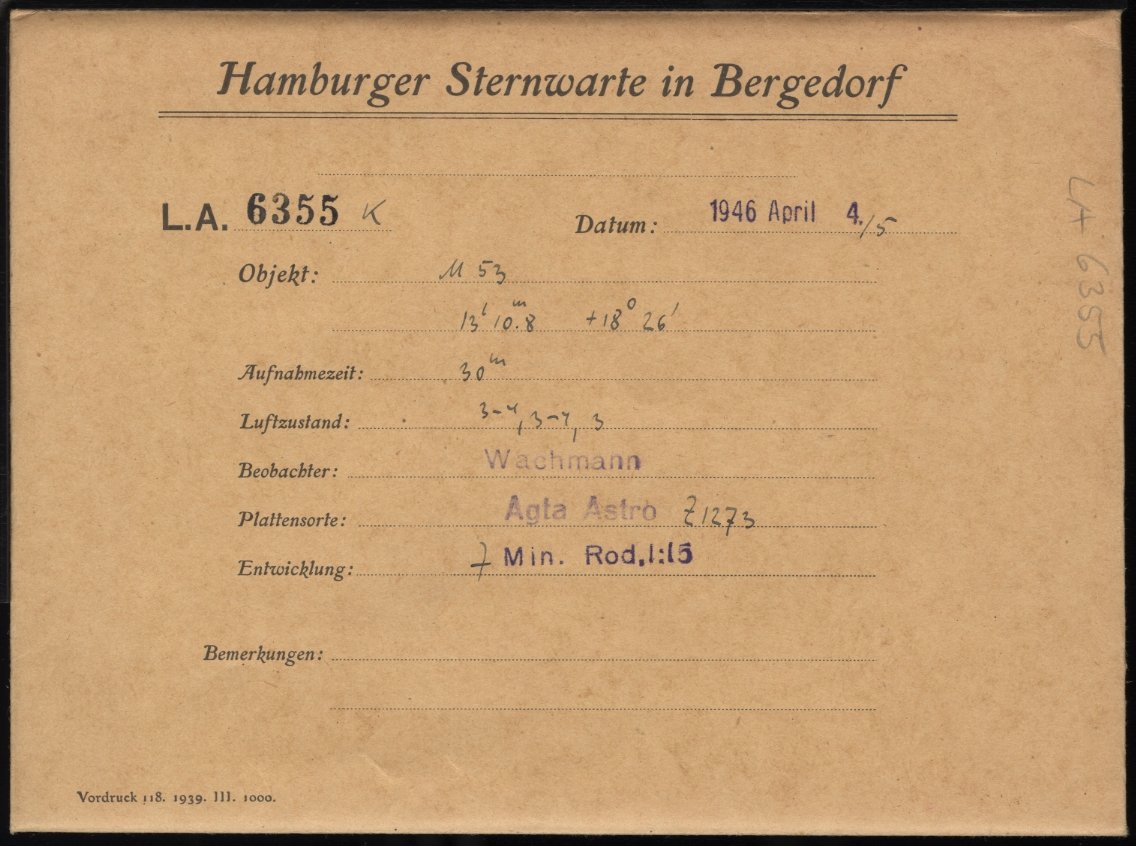 Hamburger Sternwarte in Bergedorf
L.A. 6355 K
Datum: 1946 April 4./5
Objekt: M 53
13ʰ 10.ᵐ8 +18° 26'
Aufnahmezeit: 30ᵐ
Luftzustand: 3-4, 3-4, 3
Beobachter: Wachmann
Plattensorte: Agfa Astro Z1273
Entwicklung: 7 Min. Rod. 1:15
Bemerkungen:
Vordruck 118. 1939. III. 1000.
LA 6355